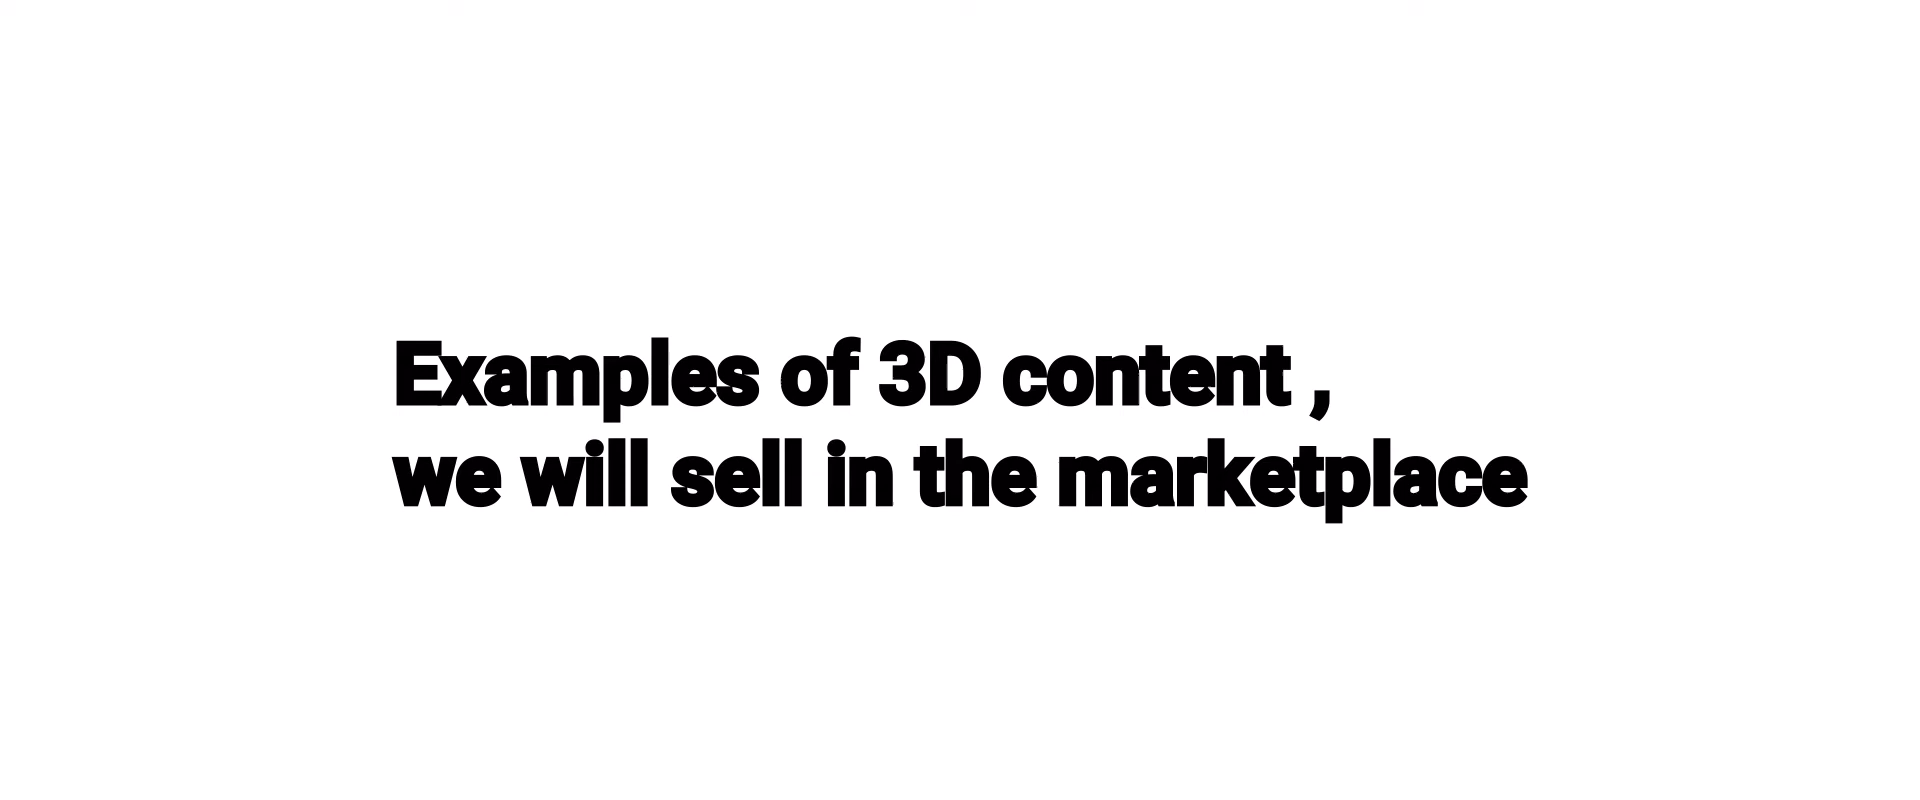 Examples of 3D content ,
we will sell in the marketplace